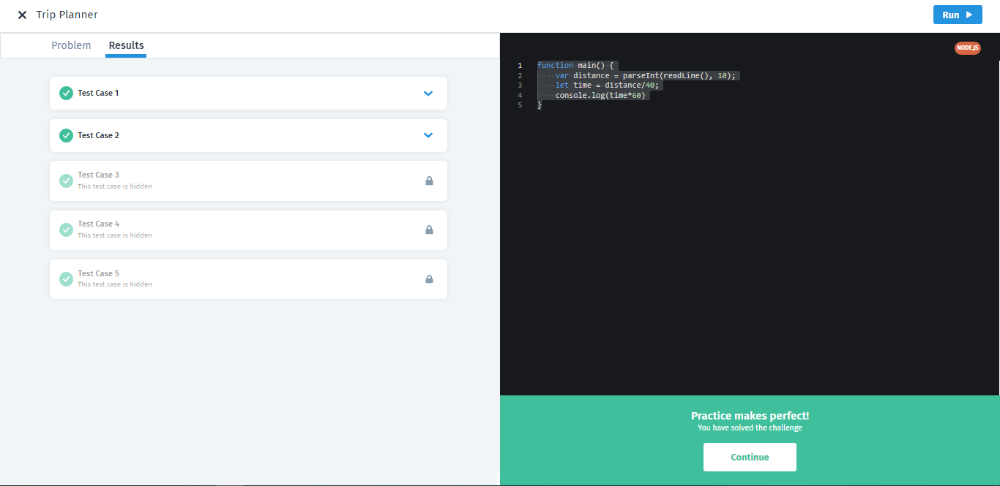 Trip Planner
Run
Problem
Results
Test Case 1
Test Case 2
Test Case 3
This test case is hidden
Test Case 4
This test case is hidden
Test Case 5
This test case is hidden
NODE.JS
1 function main() {
2 ····var distance = parseInt(readLine(), 10);
3 ····let time = distance/40;
4 ····console.log(time*60)
5 }
Practice makes perfect!
You have solved the challenge
Continue